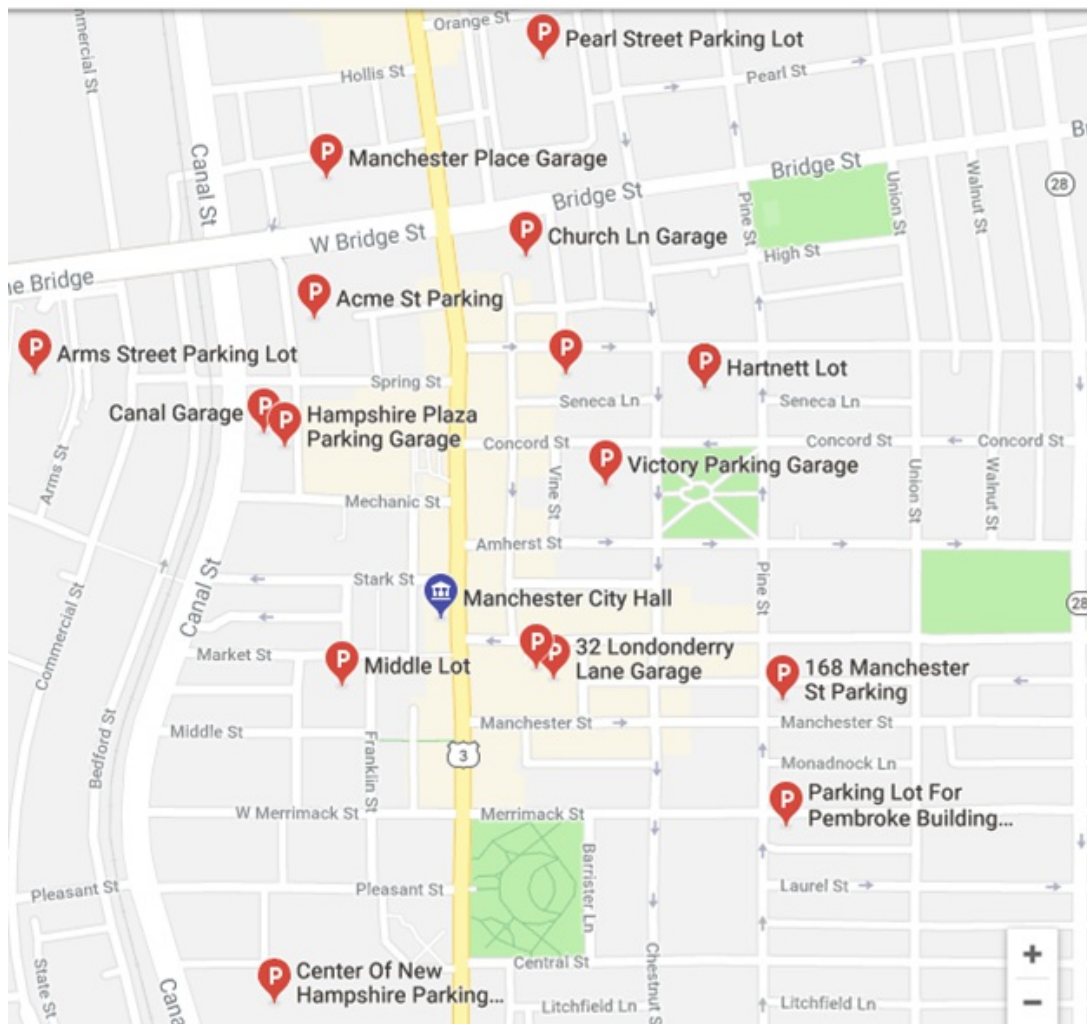 Orange St
Pearl Street Parking Lot
Hollis St
Pearl St
Canal St
Manchester Place Garage
Bridge St
Bridge St
28
W Bridge St
Church Ln Garage
Pine St
Union St
Walnut St
High St
Acme St Parking
Arms Street Parking Lot
Hartnett Lot
Spring St
Canal Garage
Hampshire Plaza
Parking Garage
Seneca Ln
Seneca Ln
Concord St
Concord St
Concord St
Arms St
Victory Parking Garage
Vine St
Union St
Walnut St
Mechanic St
Amherst St
Stark St
Canal St
Manchester City Hall
Pine St
28
Commercial St
Market St
Middle Lot
32 Londonderry
Lane Garage
168 Manchester
St Parking
Bedford St
Middle St
Franklin St
Manchester St
Manchester St
3
Monadnock Ln
W Merrimack St
Merrimack St
Parking Lot For
Pembroke Building...
Pleasant St
Pleasant St
Barrister Ln
Laurel St
State St
Center Of New
Hampshire Parking...
Central St
Chestnut S
Litchfield Ln
Litchfield Ln
+
−